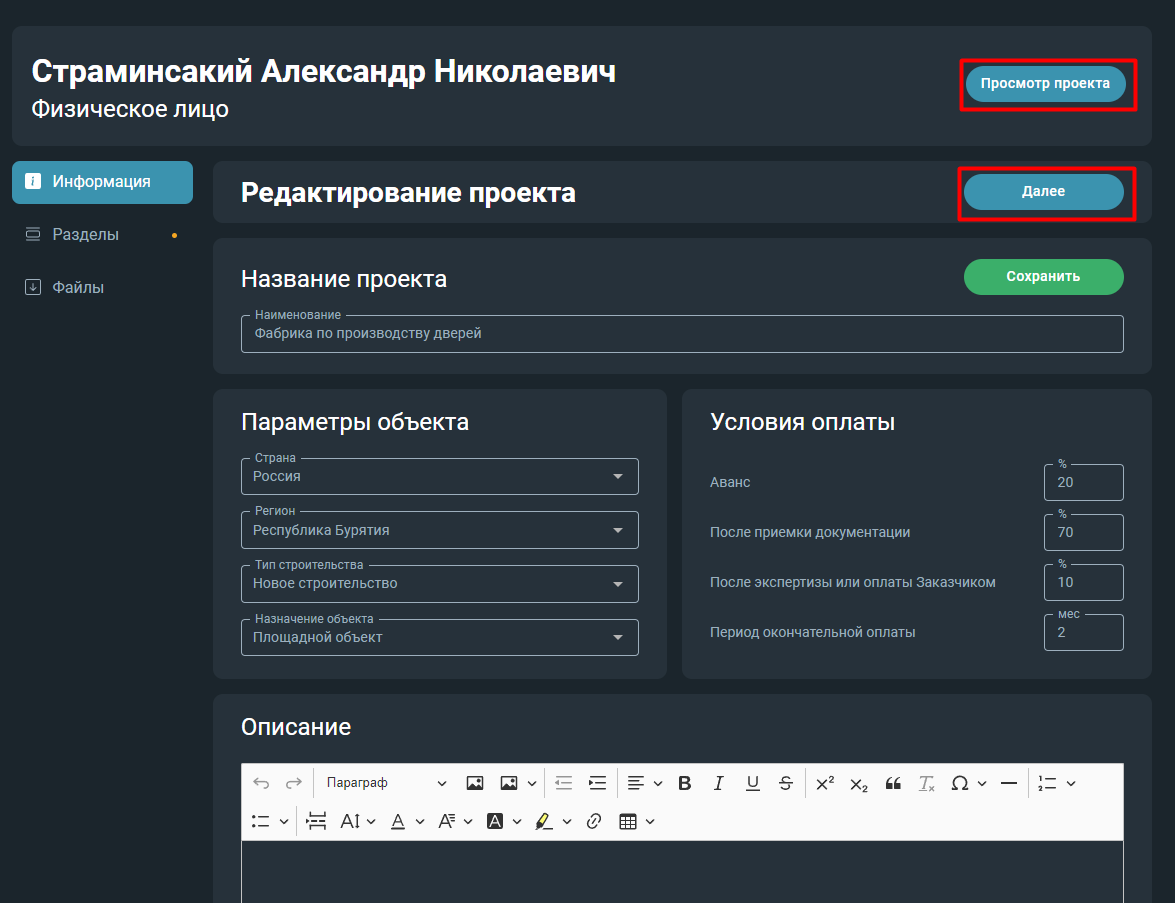 Страминсакий Александр Николаевич
Физическое лицо
Просмотр проекта
Информация
Разделы
Файлы
Редактирование проекта
Далее
Название проекта
Сохранить
Наименование
Фабрика по производству дверей
Параметры объекта
Страна
Россия
Регион
Республика Бурятия
Тип строительства
Новое строительство
Назначение объекта
Площадной объект
Условия оплаты
%
Аванс 20
%
После приемки документации 70
%
После экспертизы или оплаты Заказчиком 10
мес
Период окончательной оплаты 2
Описание
Параграф